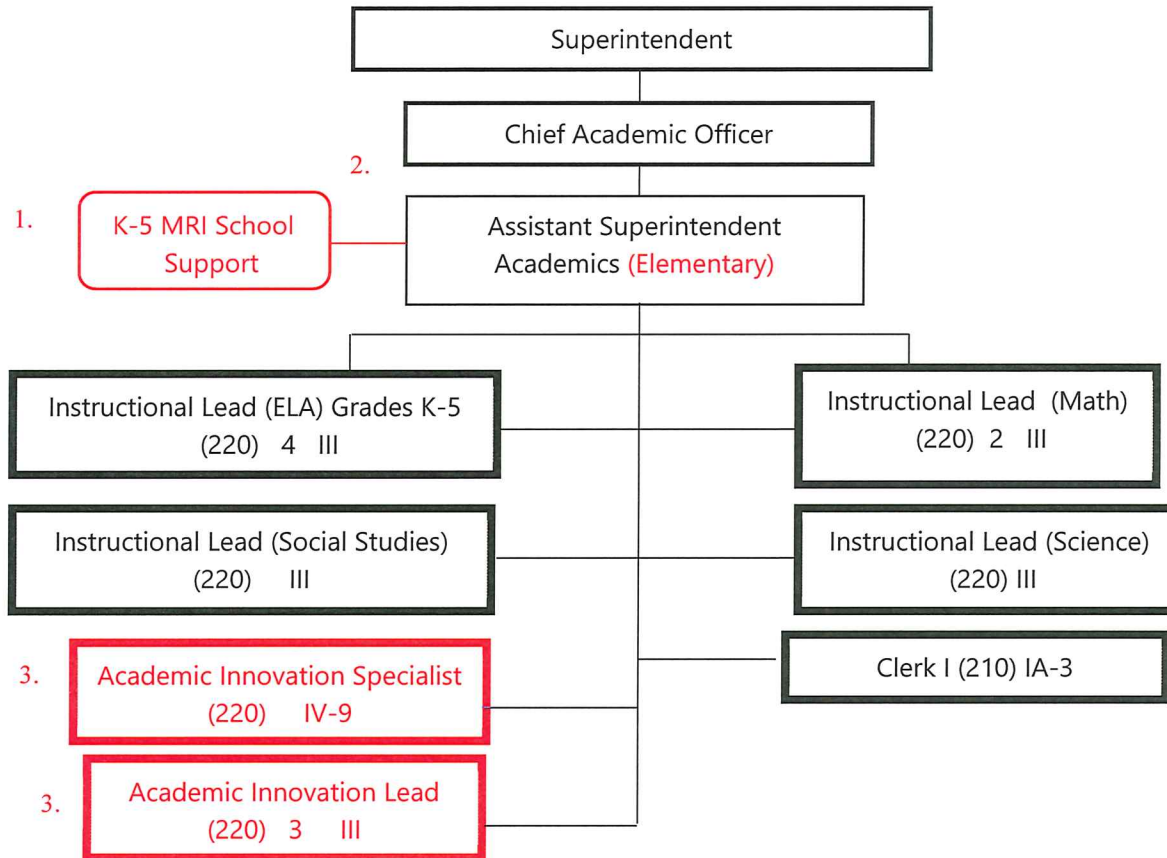 Superintendent
Chief Academic Officer
2.
1.
K-5 MRI School
Support
Assistant Superintendent
Academics (Elementary)
Instructional Lead (ELA) Grades K-5
(220) 4 III
Instructional Lead (Math)
(220) 2 III
Instructional Lead (Social Studies)
(220) III
Instructional Lead (Science)
(220) III
3.
Academic Innovation Specialist
(220) IV-9
Clerk I (210) IA-3
3.
Academic Innovation Lead
(220) 3 III